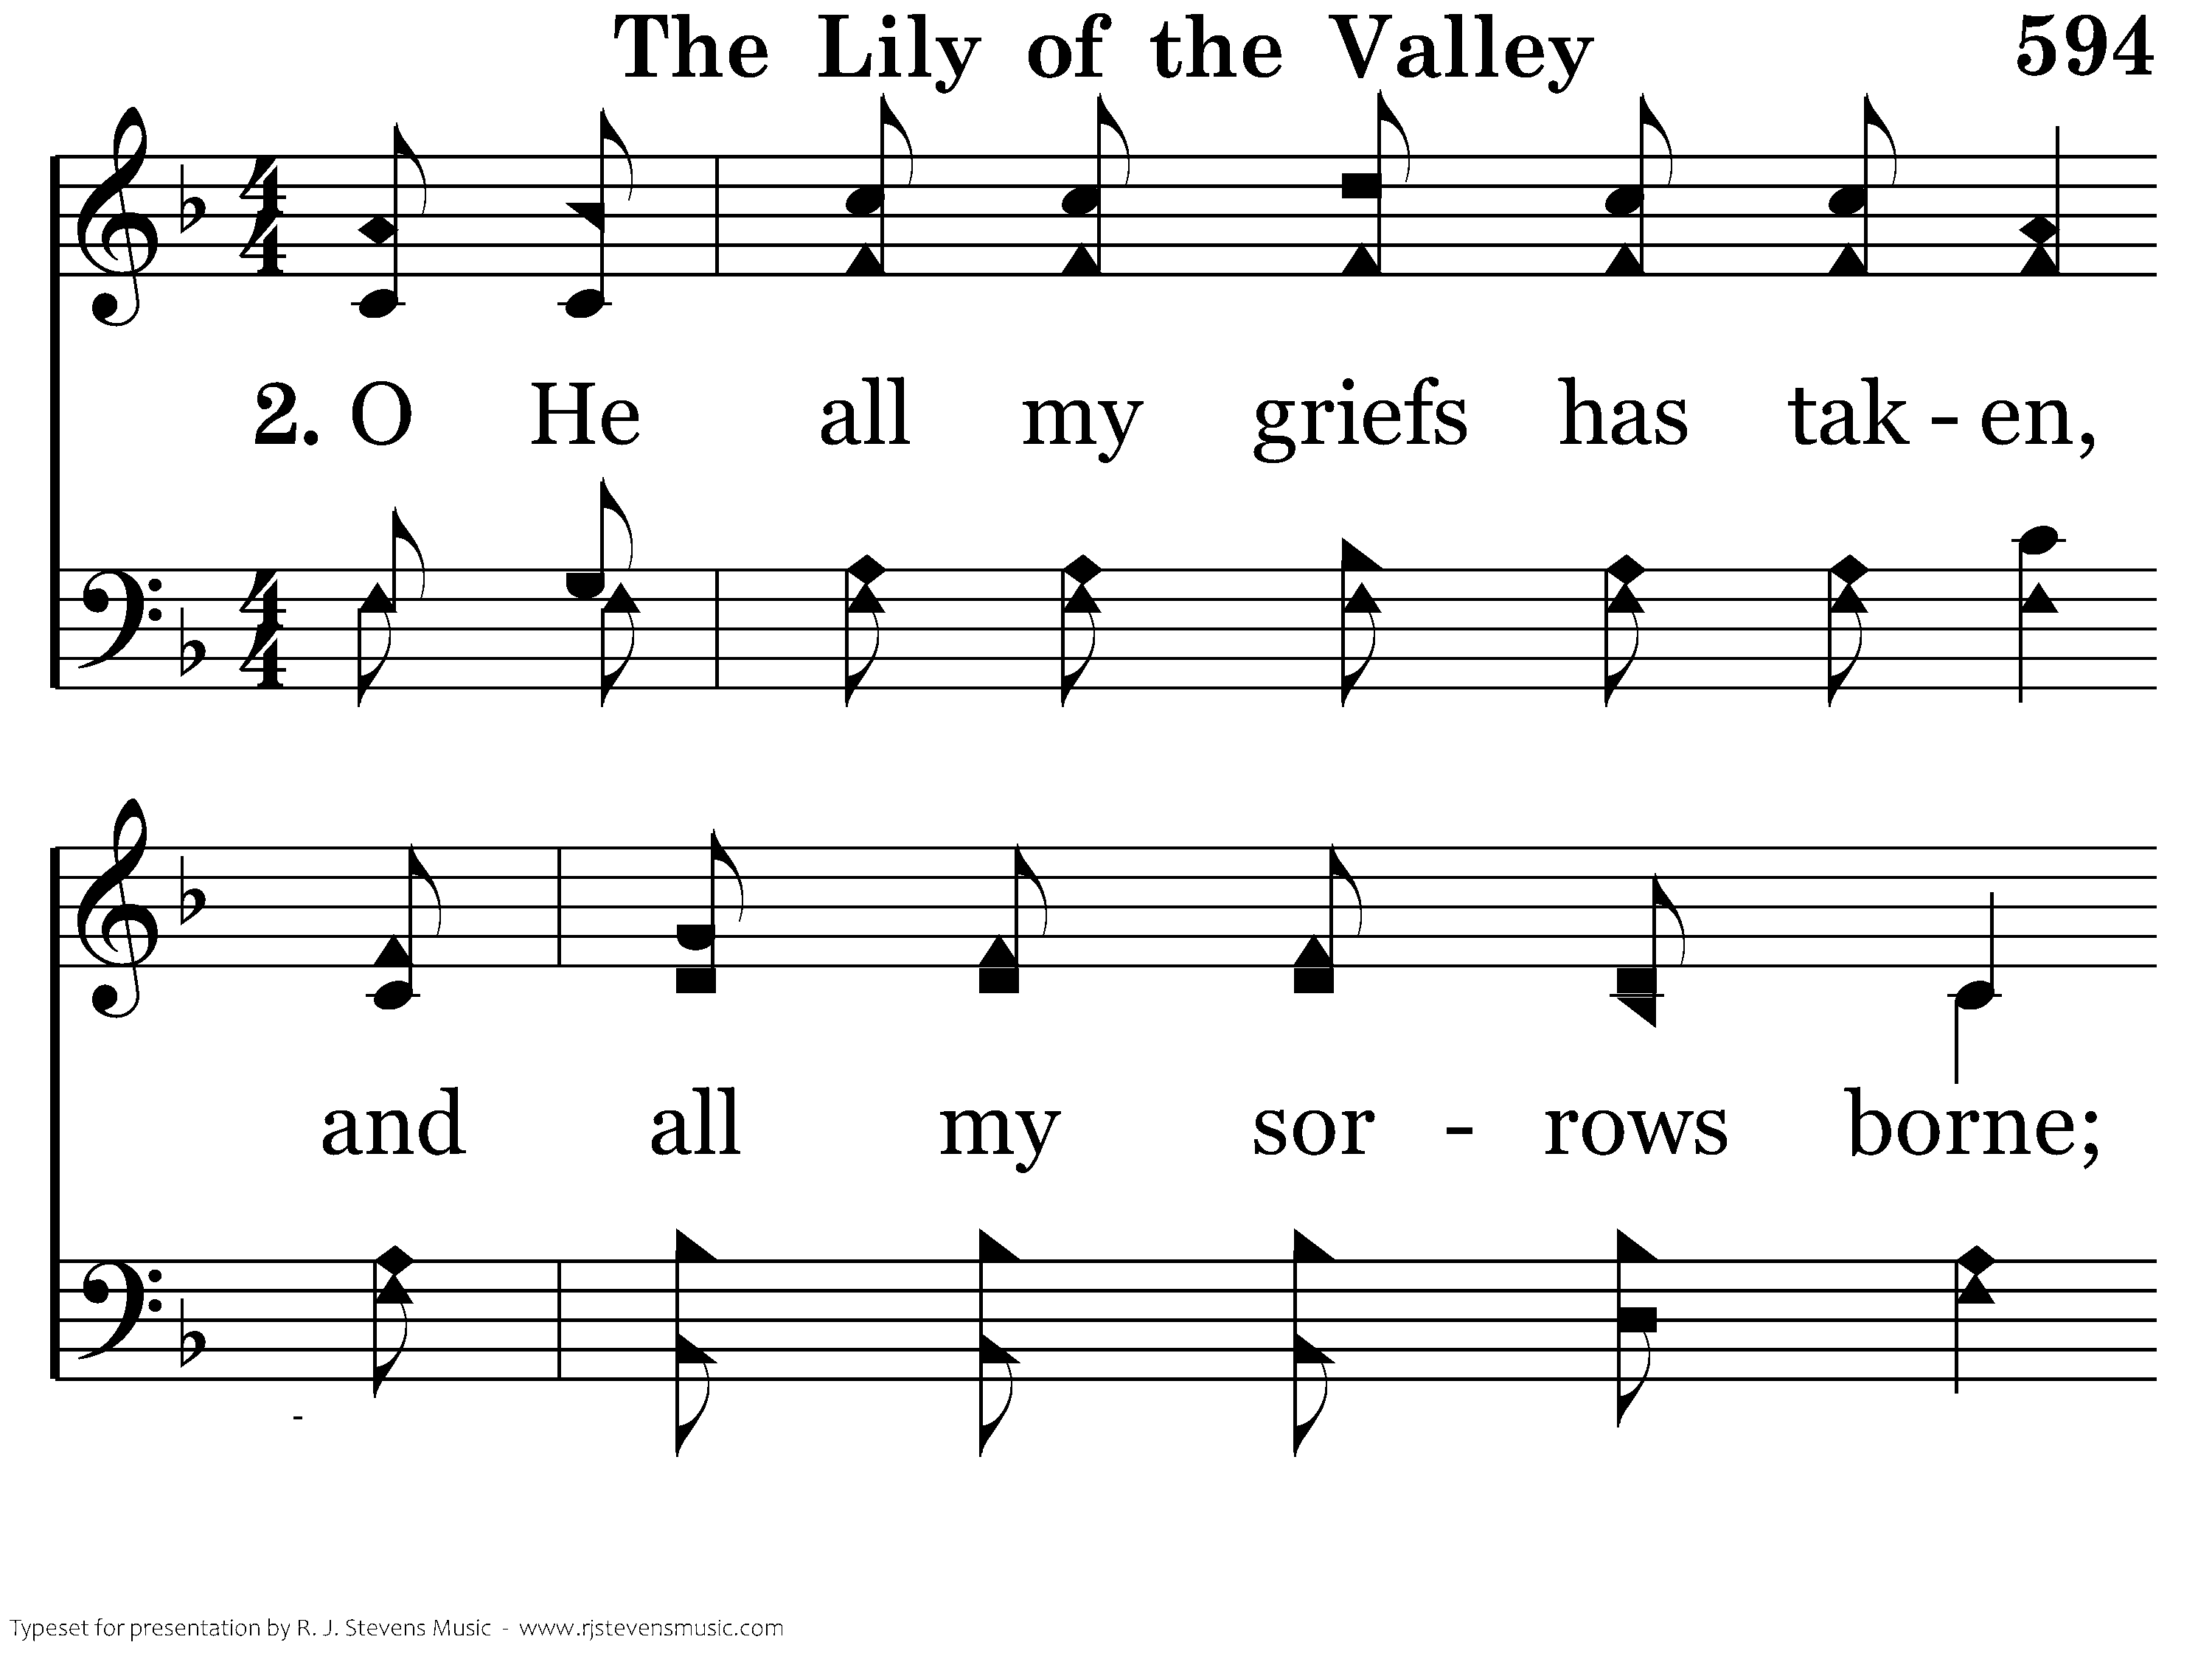 The Lily of the Valley 594
2. O He all my griefs has tak - en,
and all my sor - rows borne;
-
Typeset for presentation by R. J. Stevens Music - www.rjstevensmusic.com